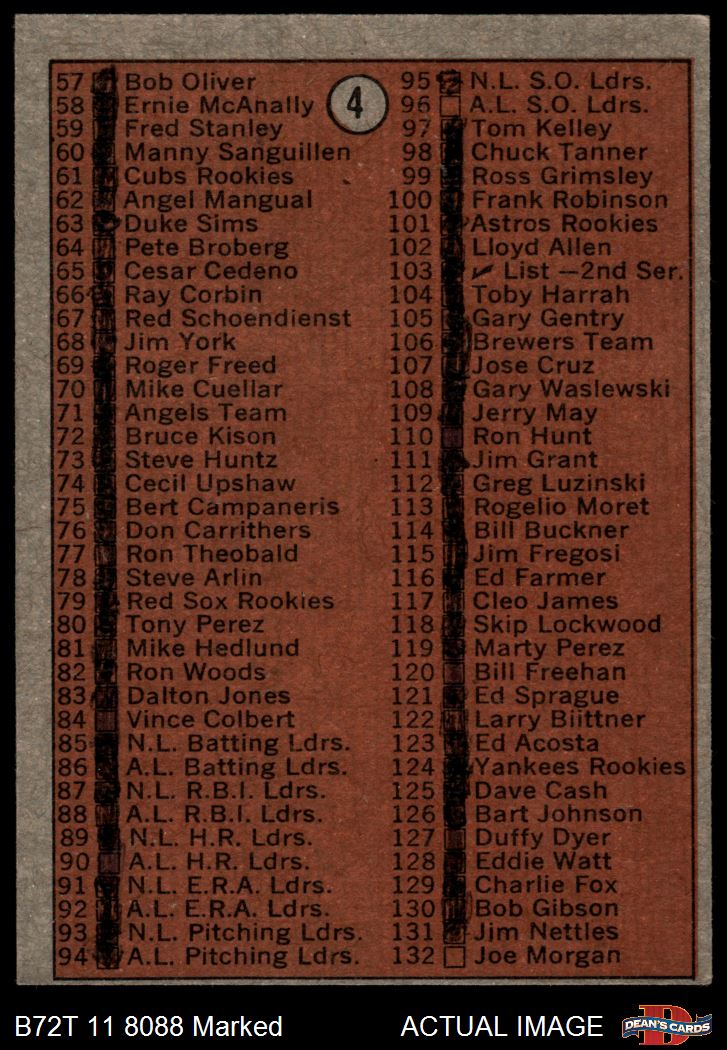 4
57 Bob Oliver
58 Ernie McAnally
59 Fred Stanley
60 Manny Sanguillen
61 Cubs Rookies
62 Angel Mangual
63 Duke Sims
64 Pete Broberg
65 Cesar Cedeno
66 Ray Corbin
67 Red Schoendienst
68 Jim York
69 Roger Freed
70 Mike Cuellar
71 Angels Team
72 Bruce Kison
73 Steve Huntz
74 Cecil Upshaw
75 Bert Campaneris
76 Don Carrithers
77 Ron Theobald
78 Steve Arlin
79 Red Sox Rookies
80 Tony Perez
81 Mike Hedlund
82 Ron Woods
83 Dalton Jones
84 Vince Colbert
85 N.L. Batting Ldrs.
86 A.L. Batting Ldrs.
87 N.L. R.B.I. Ldrs.
88 A.L. R.B.I. Ldrs.
89 N.L. H.R. Ldrs.
90 A.L. H.R. Ldrs.
91 N.L. E.R.A. Ldrs.
92 A.L. E.R.A. Ldrs.
93 N.L. Pitching Ldrs.
94 A.L. Pitching Ldrs.
95 N.L. S.O. Ldrs.
96 A.L. S.O. Ldrs.
97 Tom Kelley
98 Chuck Tanner
99 Ross Grimsley
100 Frank Robinson
101 Astros Rookies
102 Lloyd Allen
103 ✓ List —2nd Ser.
104 Toby Harrah
105 Gary Gentry
106 Brewers Team
107 Jose Cruz
108 Gary Waslewski
109 Jerry May
110 Ron Hunt
111 Jim Grant
112 Greg Luzinski
113 Rogelio Moret
114 Bill Buckner
115 Jim Fregosi
116 Ed Farmer
117 Cleo James
118 Skip Lockwood
119 Marty Perez
120 Bill Freehan
121 Ed Sprague
122 Larry Biittner
123 Ed Acosta
124 Yankees Rookies
125 Dave Cash
126 Bart Johnson
127 Duffy Dyer
128 Eddie Watt
129 Charlie Fox
130 Bob Gibson
131 Jim Nettles
132 Joe Morgan
B72T 11 8088 Marked
ACTUAL IMAGE
D
DEAN'S CARDS